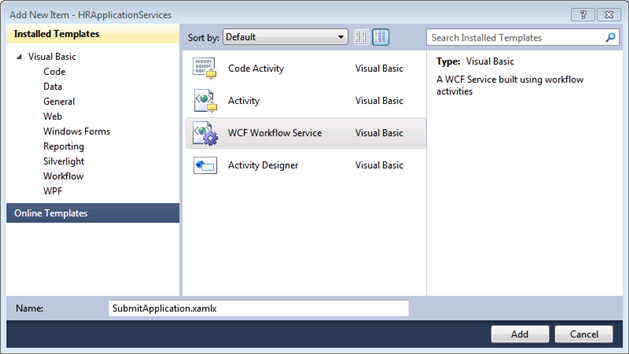 Add New Item - HRApplicationServices
Installed Templates
Visual Basic
Code
Data
General
Web
Windows Forms
Reporting
Silverlight
Workflow
WPF
Online Templates
Sort by: Default
Code Activity Visual Basic
Activity Visual Basic
WCF Workflow Service Visual Basic
Activity Designer Visual Basic
Search Installed Templates
Type: Visual Basic
A WCF Service built using workflow
activities
Name: SubmitApplication.xamlx
Add Cancel